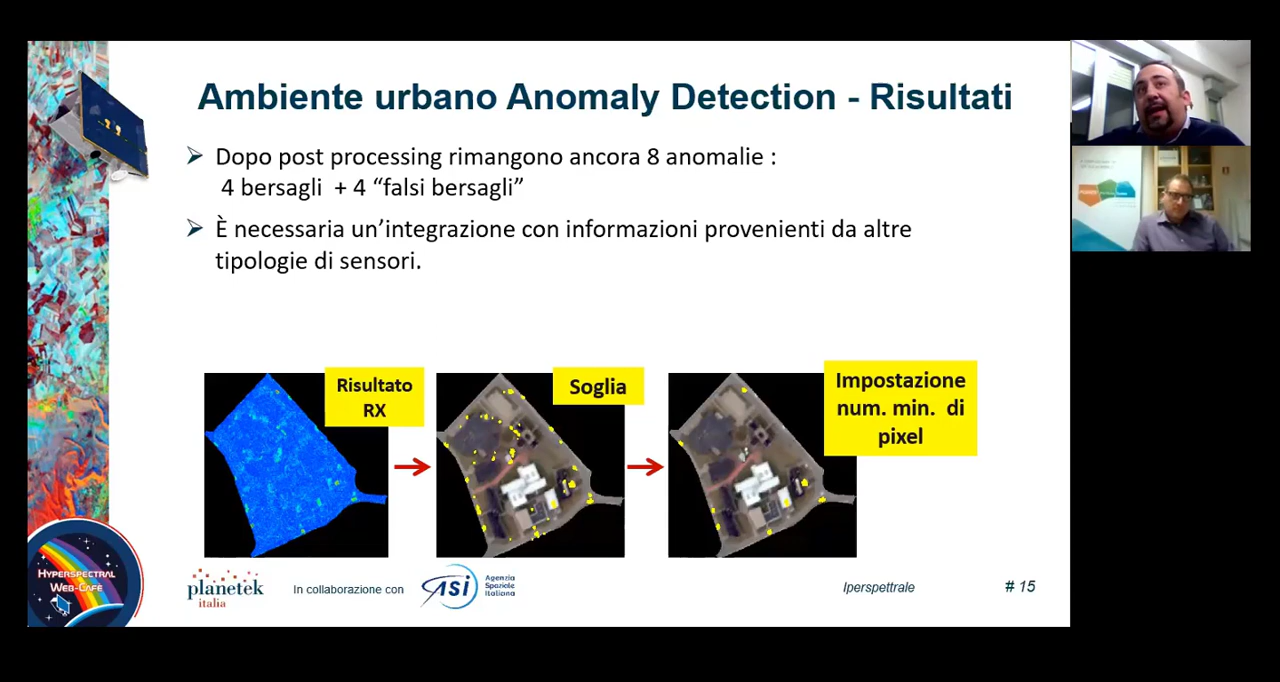 Ambiente urbano Anomaly Detection - Risultati
➢ Dopo post processing rimangono ancora 8 anomalie :
4 bersagli + 4 “falsi bersagli”
➢ È necessaria un’integrazione con informazioni provenienti da altre
tipologie di sensori.
Risultato
RX
Soglia
Impostazione
num. min. di
pixel
HYPERSPECTRAL
WEB-CAFÈ
planetek
italia
In collaborazione con
asi
Agenzia
Spaziale
Italiana
Iperspettrale
# 15